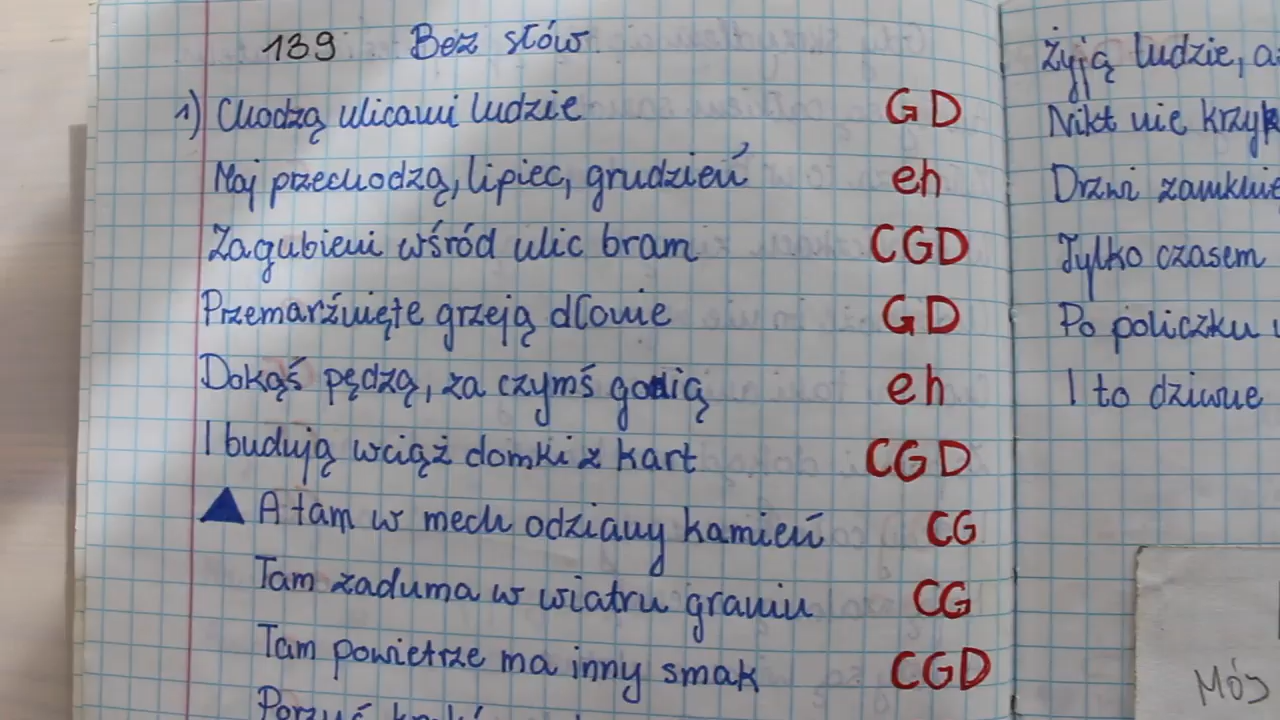 139 Bez słów
1) Chodzą ulicami ludzie GD
Maj przechodzą, lipiec, grudzień eh
Zagubieni wśród ulic bram CGD
Przemarźnięte grzeją dłonie GD
Dokąś pędzą, za czymś gonią eh
I budują wciąż domki z kart CGD
A tam w mech odziany kamień CG
Tam zaduma w wiatru graniu CG
Tam powietrze ma inny smak CGD
żyją ludzie, a
Nikt nie krzyk
Drzwi zamknie
Tylko czasem
Po policzku
I to dziwne
MÓJ